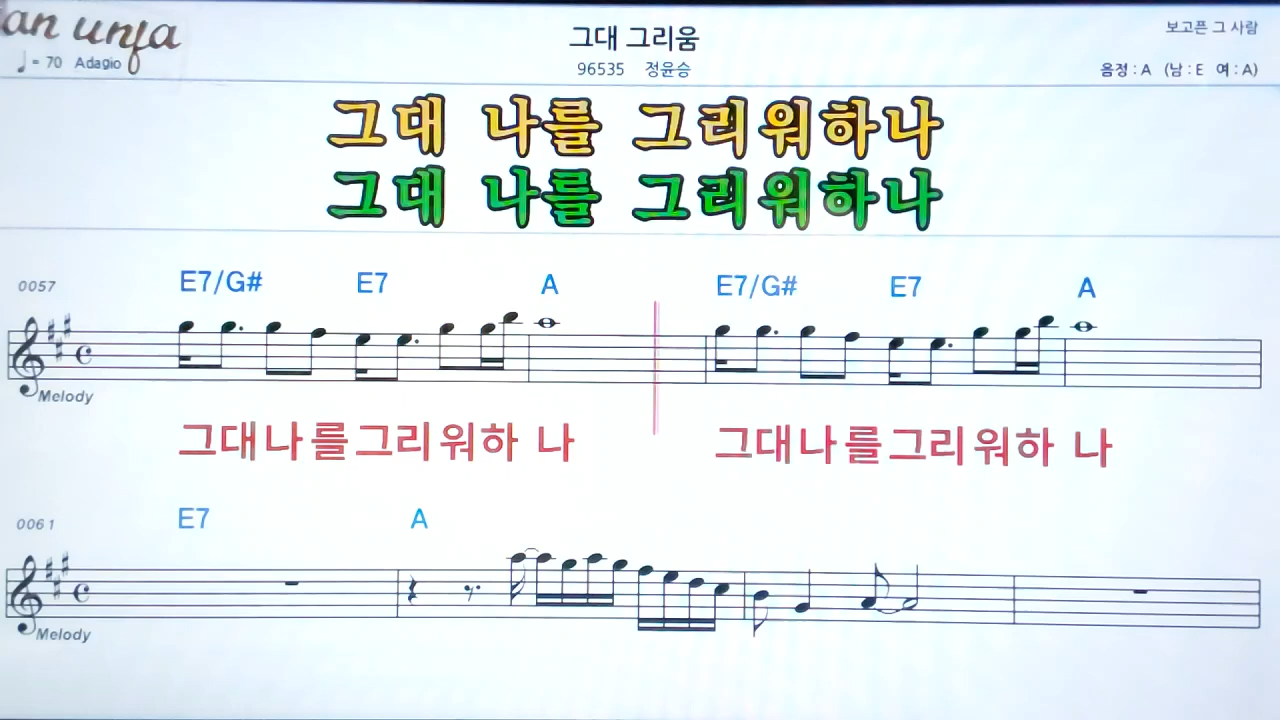 an unfa
♩= 70 Adagio
그대 그리움
96535 정윤승
보고픈 그 사람
음정 : A (남 : E 여 : A)
그대 나를 그리워하나
그대 나를 그리워하나
0057 E7/G# E7 A E7/G# E7 A
Melody
그대나를그리워하 나 그대나를그리워하 나
0061 E7 A
Melody